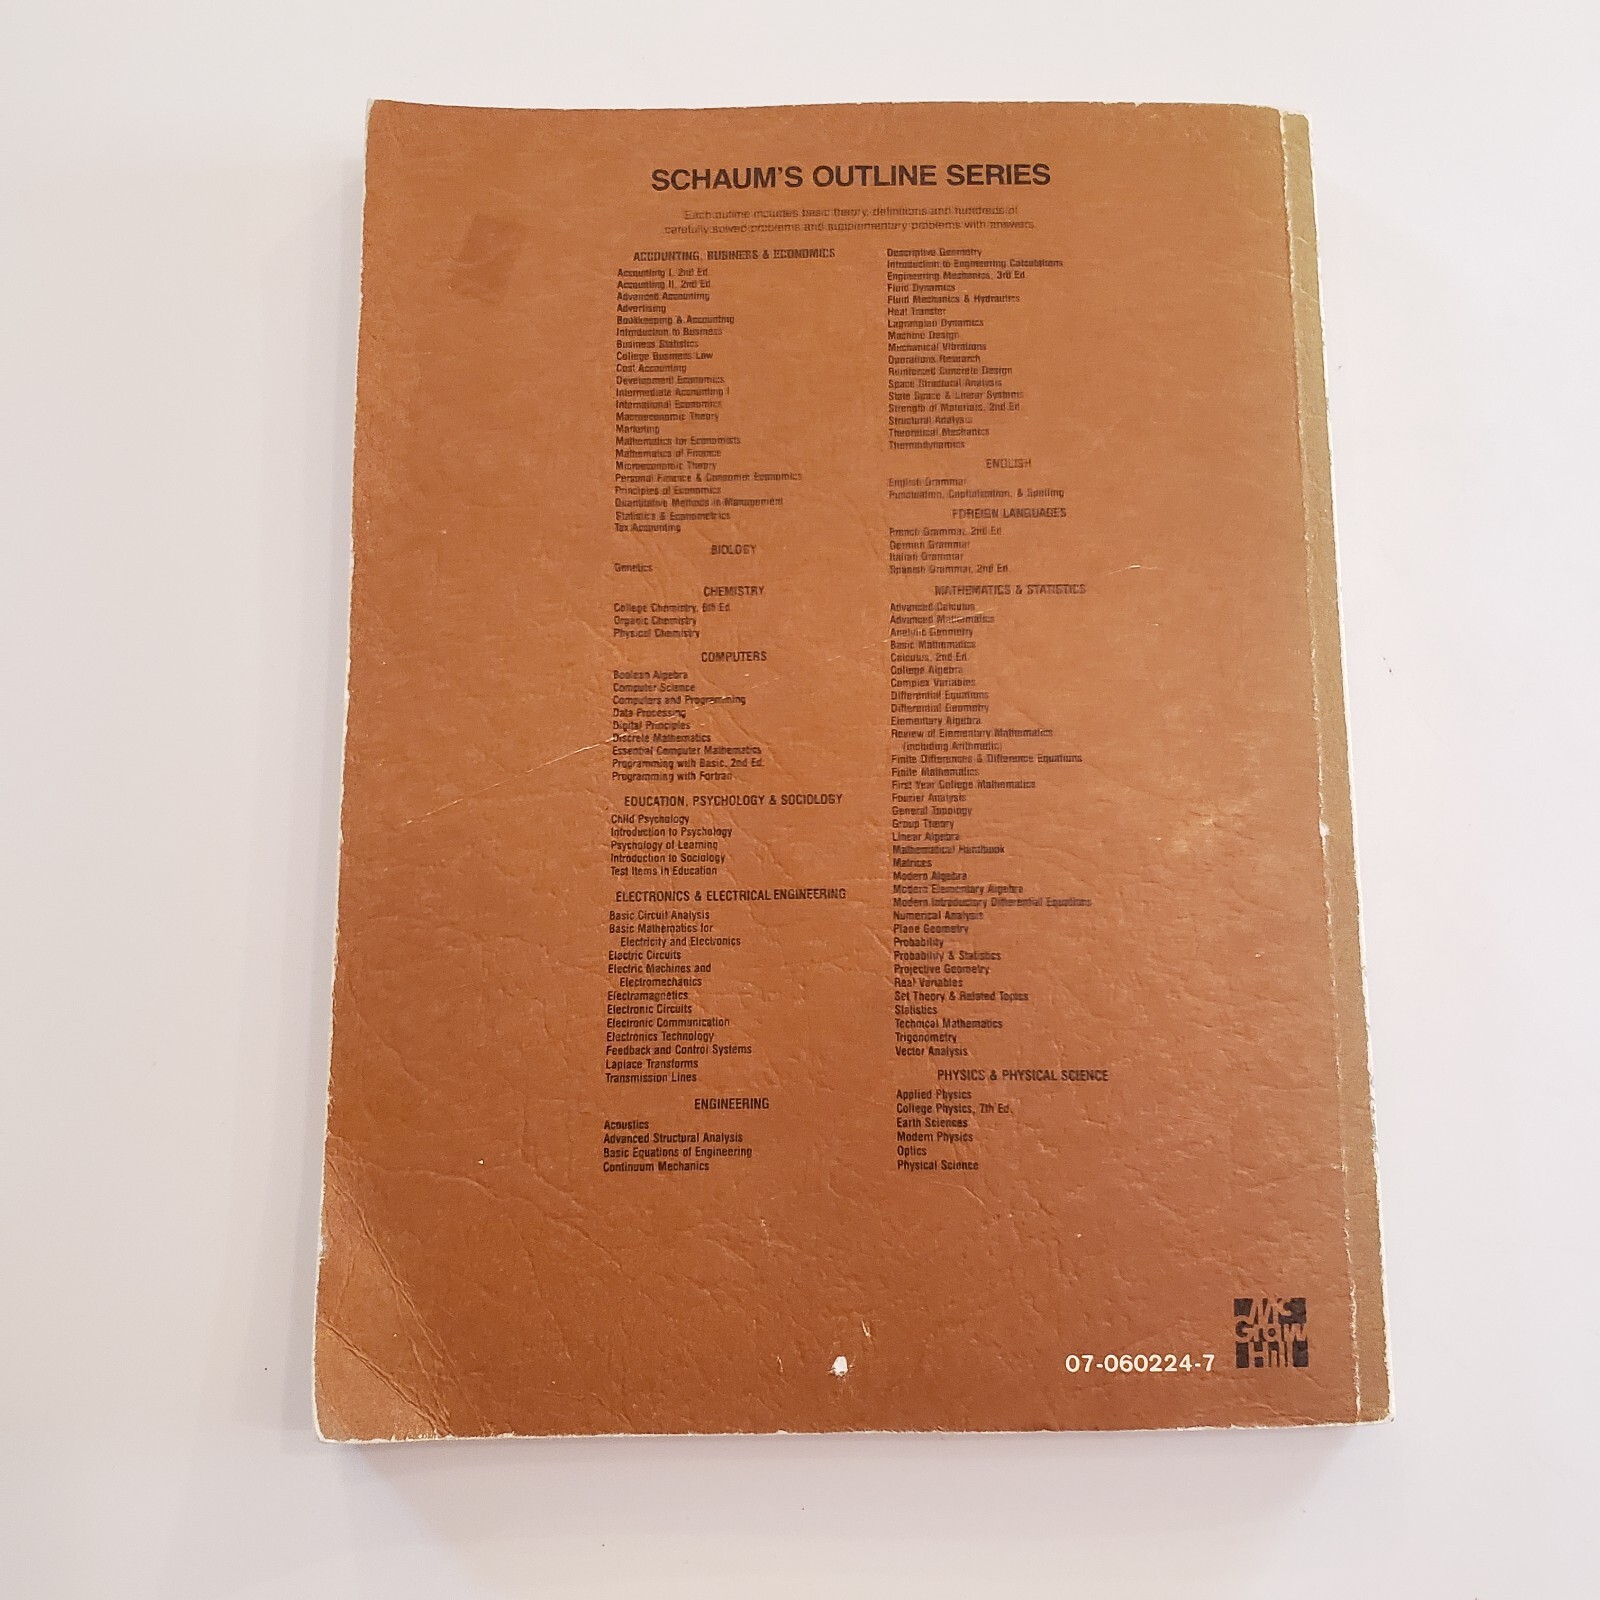 SCHAUM'S OUTLINE SERIES
Each outline includes basic theory, definitions and hundreds of
carefully solved problems and supplementary problems with answers.
ACCOUNTING, BUSINESS & ECONOMICS
Accounting I, 2nd Ed.
Accounting II, 2nd Ed.
Advanced Accounting
Advertising
Bookkeeping & Accounting
Introduction to Business
Business Statistics
College Business Law
Cost Accounting
Development Economics
Intermediate Accounting I
International Economics
Macroeconomic Theory
Marketing
Mathematics for Economists
Mathematics of Finance
Microeconomic Theory
Personal Finance & Consumer Economics
Principles of Economics
Quantitative Methods in Management
Statistics & Econometrics
Tax Accounting
BIOLOGY
Genetics
CHEMISTRY
College Chemistry, 6th Ed.
Organic Chemistry
Physical Chemistry
COMPUTERS
Boolean Algebra
Computer Science
Computers and Programming
Data Processing
Digital Principles
Discrete Mathematics
Essential Computer Mathematics
Programming with Basic, 2nd Ed.
Programming with Fortran
EDUCATION, PSYCHOLOGY & SOCIOLOGY
Child Psychology
Introduction to Psychology
Psychology of Learning
Introduction to Sociology
Test Items in Education
ELECTRONICS & ELECTRICAL ENGINEERING
Basic Circuit Analysis
Basic Mathematics for
Electricity and Electronics
Electric Circuits
Electric Machines and
Electromechanics
Electromagnetics
Electronic Circuits
Electronic Communication
Electronics Technology
Feedback and Control Systems
Laplace Transforms
Transmission Lines
ENGINEERING
Acoustics
Advanced Structural Analysis
Basic Equations of Engineering
Continuum Mechanics
Descriptive Geometry
Introduction to Engineering Calculations
Engineering Mechanics, 3rd Ed.
Fluid Dynamics
Fluid Mechanics & Hydraulics
Heat Transfer
Lagrangian Dynamics
Machine Design
Mechanical Vibrations
Operations Research
Reinforced Concrete Design
Space Structural Analysis
State Space & Linear Systems
Strength of Materials, 2nd Ed.
Structural Analysis
Theoretical Mechanics
Thermodynamics
ENGLISH
English Grammar
Punctuation, Capitalization, & Spelling
FOREIGN LANGUAGES
French Grammar, 2nd Ed.
German Grammar
Italian Grammar
Spanish Grammar, 2nd Ed.
MATHEMATICS & STATISTICS
Advanced Calculus
Advanced Mathematics
Analytic Geometry
Basic Mathematics
Calculus, 2nd Ed.
College Algebra
Complex Variables
Differential Equations
Differential Geometry
Elementary Algebra
Review of Elementary Mathematics
(including Arithmetic)
Finite Differences & Difference Equations
Finite Mathematics
First Year College Mathematics
Fourier Analysis
General Topology
Group Theory
Linear Algebra
Mathematical Handbook
Matrices
Modern Algebra
Modern Elementary Algebra
Modern Introductory Differential Equations
Numerical Analysis
Plane Geometry
Probability
Probability & Statistics
Projective Geometry
Real Variables
Set Theory & Related Topics
Statistics
Technical Mathematics
Trigonometry
Vector Analysis
PHYSICS & PHYSICAL SCIENCE
Applied Physics
College Physics, 7th Ed.
Earth Sciences
Modern Physics
Optics
Physical Science
07-060224-7
Mc
Graw
Hill